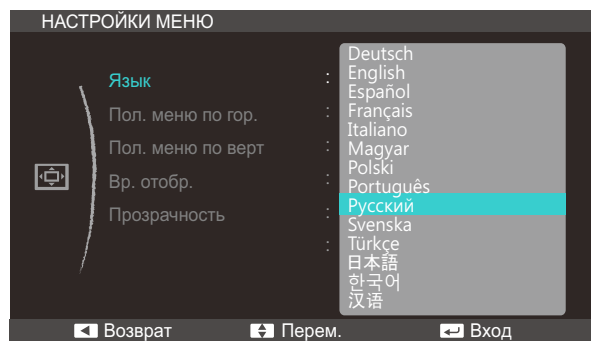 НАСТРОЙКИ МЕНЮ
Язык :
Пол. меню по гор. :
Пол. меню по верт :
Вр. отобр. :
Прозрачность :
:
Deutsch
English
Español
Français
Italiano
Magyar
Polski
Português
Русский
Svenska
Türkçe
日本語
한국어
汉语
Возврат Перем. Вход